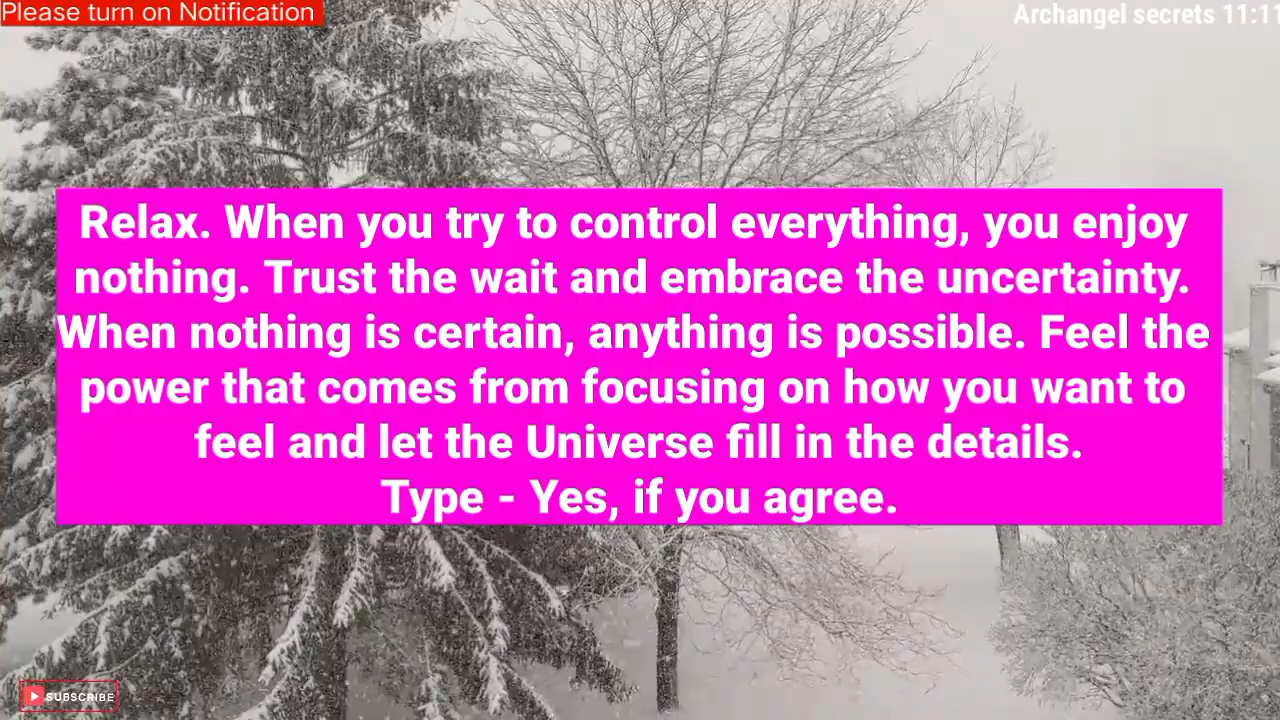 Please turn on Notification
Archangel secrets 11:11
Relax. When you try to control everything, you enjoy
nothing. Trust the wait and embrace the uncertainty.
When nothing is certain, anything is possible. Feel the
power that comes from focusing on how you want to
feel and let the Universe fill in the details.
Type - Yes, if you agree.
SUBSCRIBE